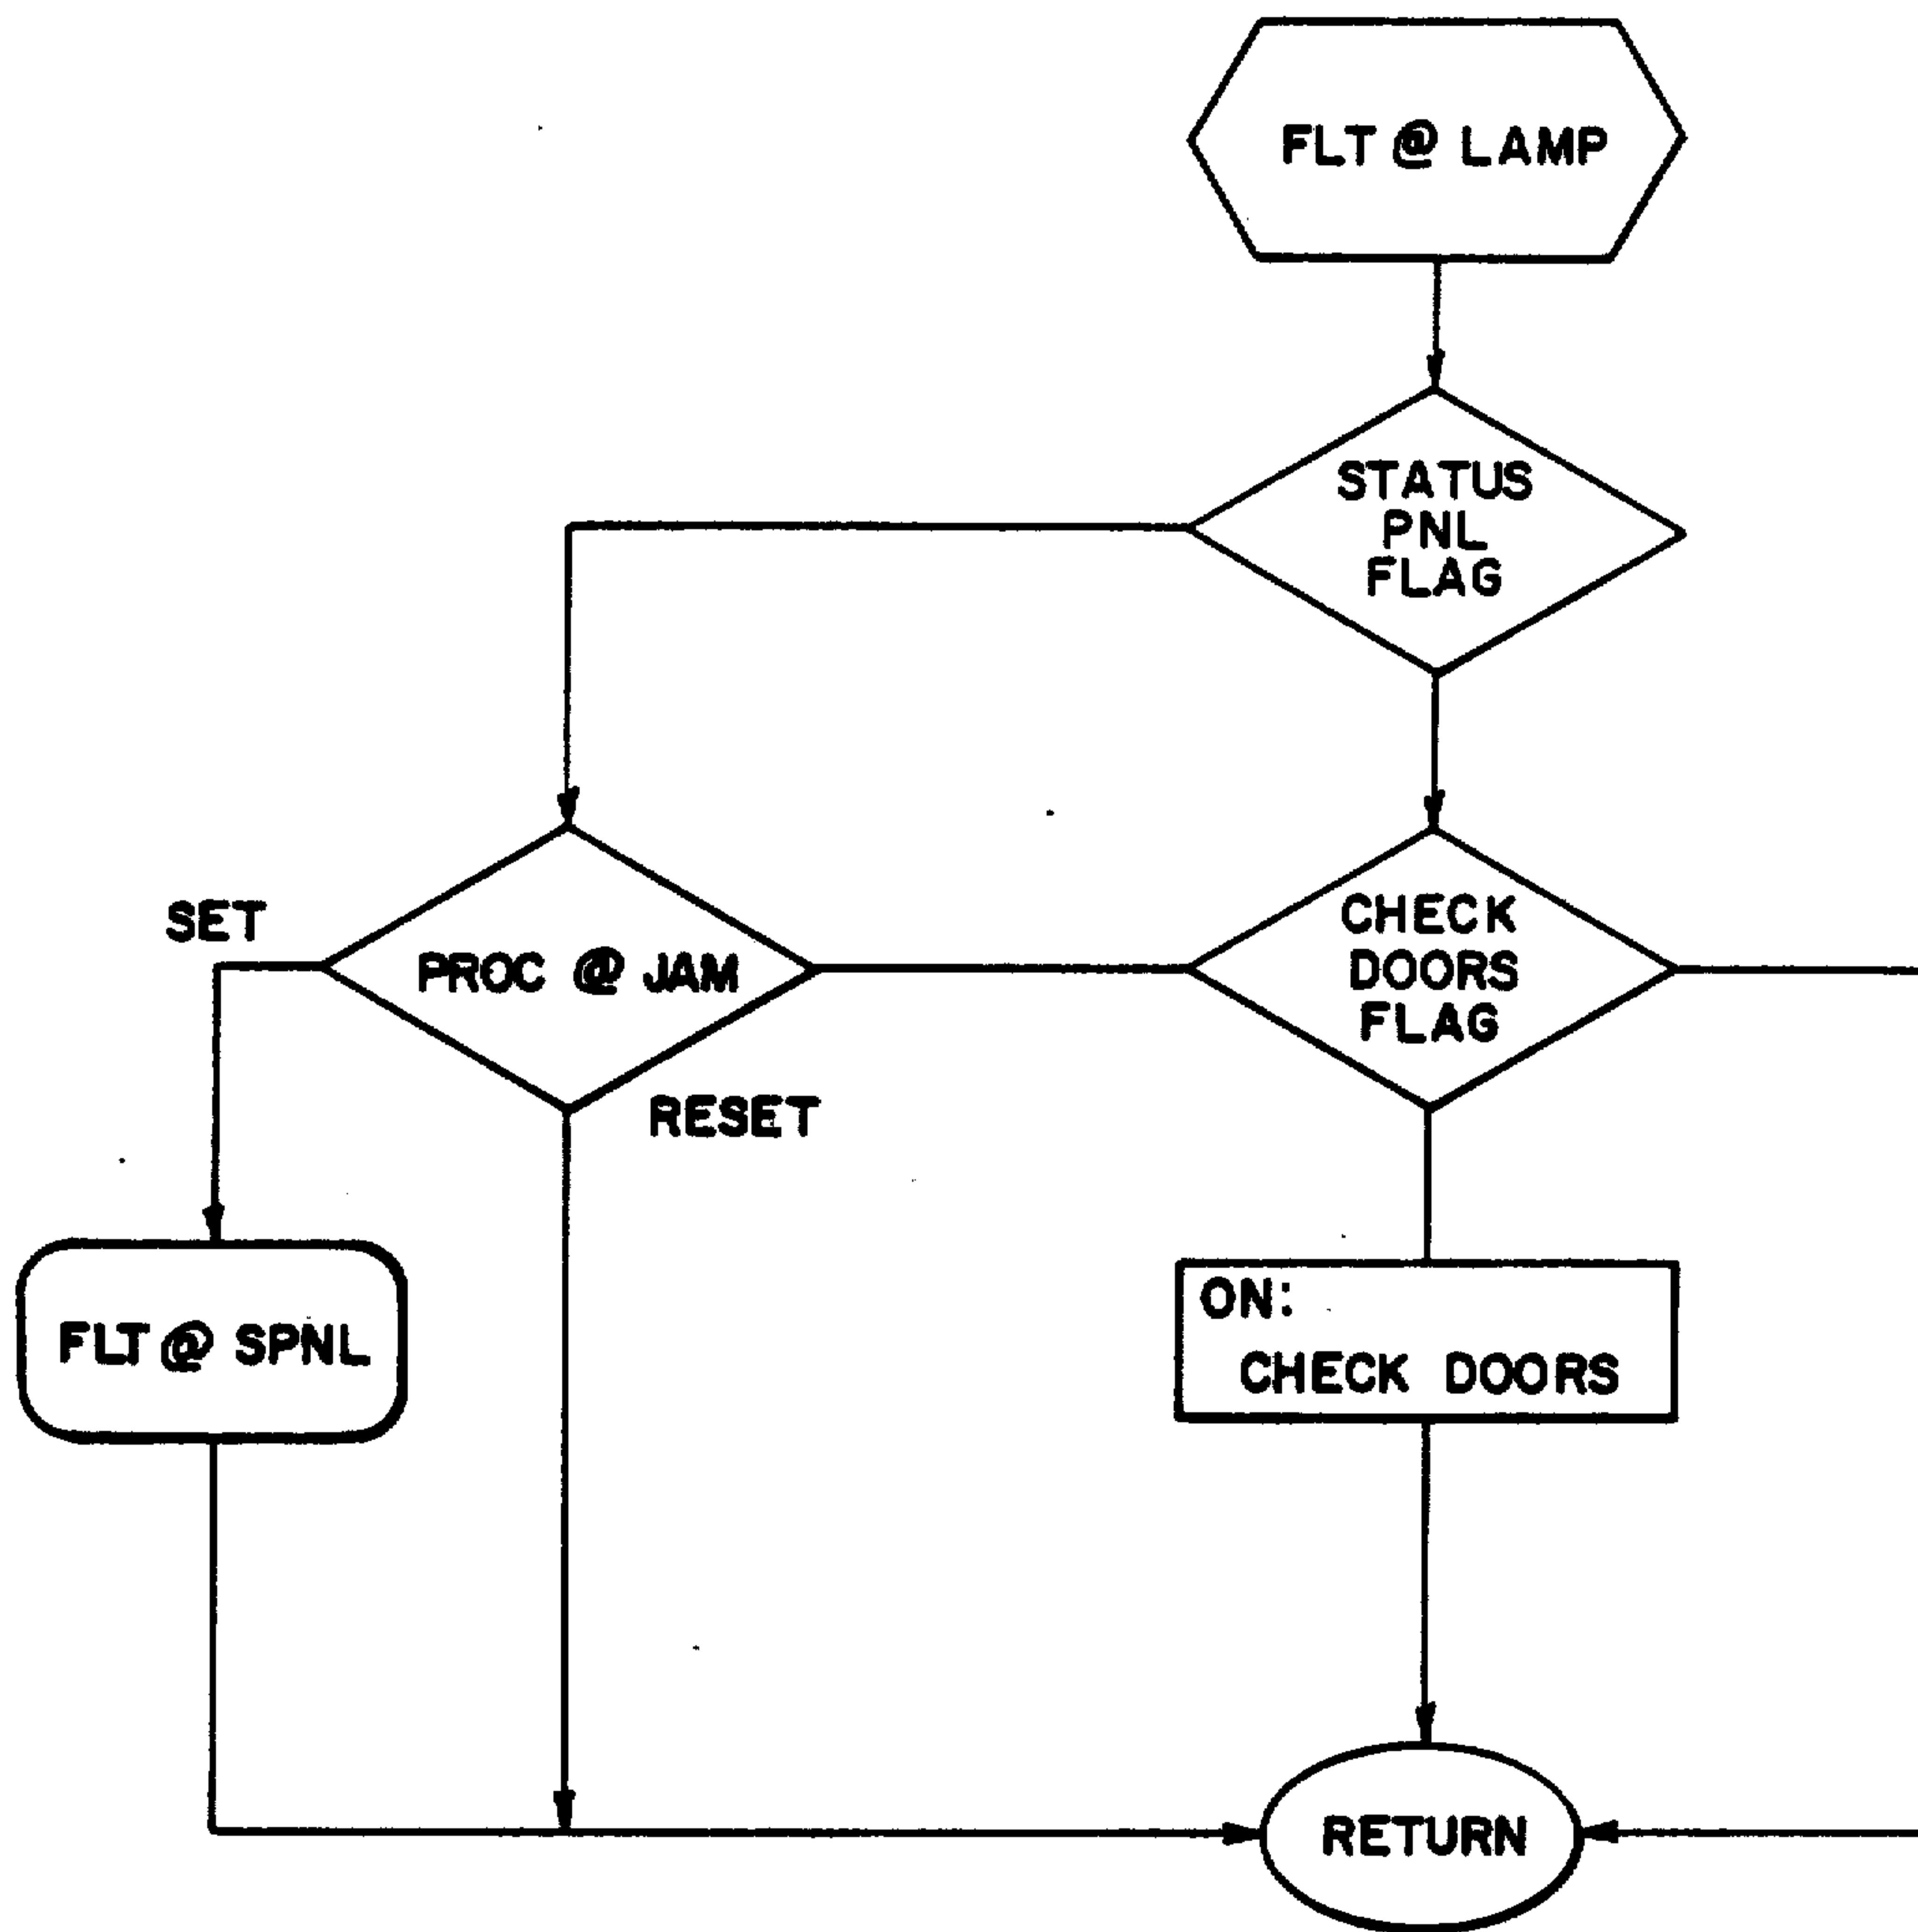 FLT @ LAMP
STATUS
PNL
FLAG
SET
PROC @ JAM
CHECK
DOORS
FLAG
RESET
FLT @ SPNL
ON:
CHECK DOORS
RETURN